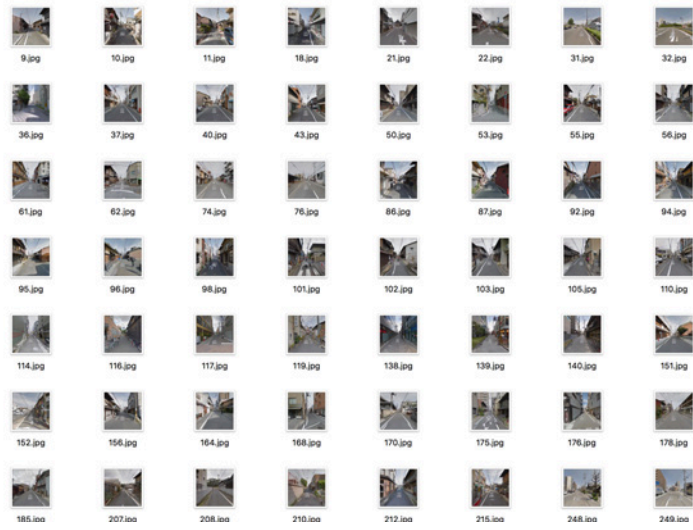 9.jpg 10.jpg 11.jpg 18.jpg 21.jpg 22.jpg 31.jpg 32.jpg
36.jpg 37.jpg 40.jpg 43.jpg 50.jpg 53.jpg 55.jpg 56.jpg
61.jpg 62.jpg 74.jpg 76.jpg 86.jpg 87.jpg 92.jpg 94.jpg
95.jpg 96.jpg 98.jpg 101.jpg 102.jpg 103.jpg 105.jpg 110.jpg
114.jpg 116.jpg 117.jpg 119.jpg 138.jpg 139.jpg 140.jpg 151.jpg
152.jpg 156.jpg 164.jpg 168.jpg 170.jpg 175.jpg 176.jpg 178.jpg
185.jpg 207.jpg 208.jpg 210.jpg 212.jpg 215.jpg 248.jpg 249.jpg